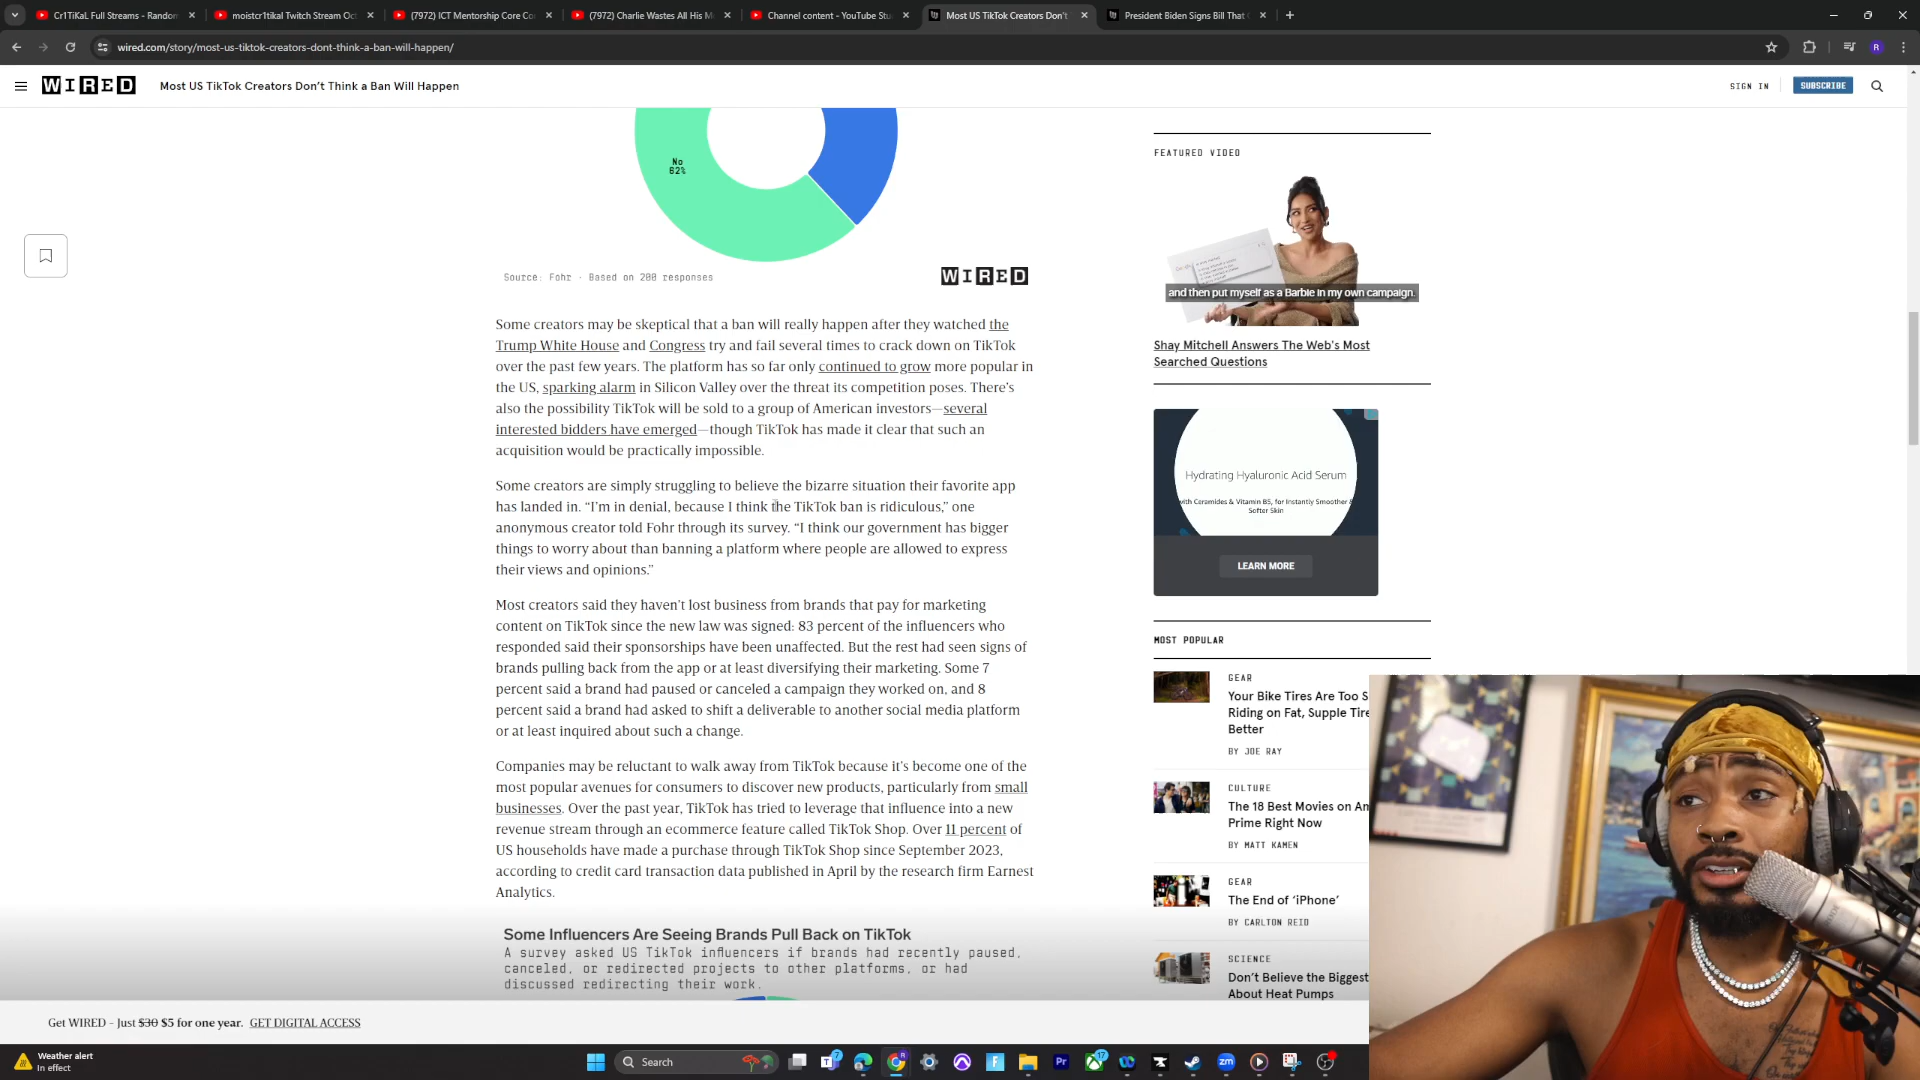 Cr1TiKaL Full Streams - Random
moistcr1tikal Twitch Stream Oct
(7972) ICT Mentorship Core Co
(7972) Charlie Wastes All His M
Channel content - YouTube Stu
Most US TikTok Creators Don't
President Biden Signs Bill That
wired.com/story/most-us-tiktok-creators-dont-think-a-ban-will-happen/
R
WIRED
Most US TikTok Creators Don't Think a Ban Will Happen
SIGN IN
SUBSCRIBE
No
62%
Source: Fohr · Based on 200 responses
WIRED
Some creators may be skeptical that a ban will really happen after they watched the
Trump White House and Congress try and fail several times to crack down on TikTok
over the past few years. The platform has so far only continued to grow more popular in
the US, sparking alarm in Silicon Valley over the threat its competition poses. There's
also the possibility TikTok will be sold to a group of American investors—several
interested bidders have emerged—though TikTok has made it clear that such an
acquisition would be practically impossible.
Some creators are simply struggling to believe the bizarre situation their favorite app
has landed in. “I'm in denial, because I think the TikTok ban is ridiculous,” one
anonymous creator told Fohr through its survey. “I think our government has bigger
things to worry about than banning a platform where people are allowed to express
their views and opinions.”
Most creators said they haven't lost business from brands that pay for marketing
content on TikTok since the new law was signed: 83 percent of the influencers who
responded said their sponsorships have been unaffected. But the rest had seen signs of
brands pulling back from the app or at least diversifying their marketing. Some 7
percent said a brand had paused or canceled a campaign they worked on, and 8
percent said a brand had asked to shift a deliverable to another social media platform
or at least inquired about such a change.
Companies may be reluctant to walk away from TikTok because it's become one of the
most popular avenues for consumers to discover new products, particularly from small
businesses. Over the past year, TikTok has tried to leverage that influence into a new
revenue stream through an ecommerce feature called TikTok Shop. Over 11 percent of
US households have made a purchase through TikTok Shop since September 2023,
according to credit card transaction data published in April by the research firm Earnest
Analytics.
Some Influencers Are Seeing Brands Pull Back on TikTok
A survey asked US TikTok influencers if brands had recently paused,
canceled, or redirected projects to other platforms, or had
discussed redirecting their work.
FEATURED VIDEO
and then put myself as a Barbie in my own campaign.
Shay Mitchell Answers The Web's Most
Searched Questions
Hydrating Hyaluronic Acid Serum
with Ceramides & Vitamin B5, for Instantly Smoother &
Softer Skin
LEARN MORE
MOST POPULAR
GEAR
Your Bike Tires Are Too S
Riding on Fat, Supple Tire
Better
BY JOE RAY
CULTURE
The 18 Best Movies on Am
Prime Right Now
BY MATT KAMEN
GEAR
The End of ‘iPhone’
BY CARLTON REID
SCIENCE
Don't Believe the Biggest
About Heat Pumps
Get WIRED - Just $30 $5 for one year. GET DIGITAL ACCESS
Weather alert
In effect
Search
7
R
F
Pr
17
zm